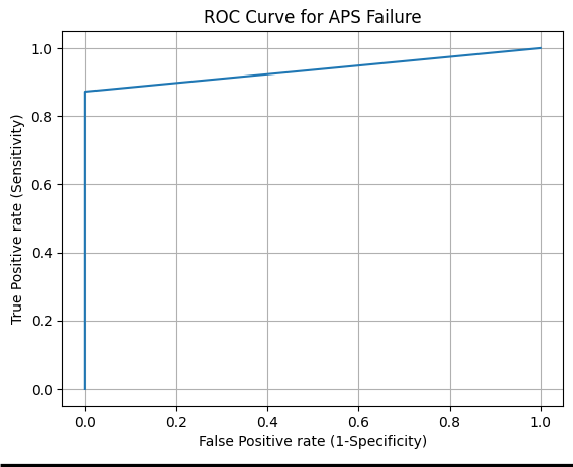 ROC Curve for APS Failure
1.0
0.8
0.6
0.4
0.2
0.0
True Positive rate (Sensitivity)
0.0 0.2 0.4 0.6 0.8 1.0
False Positive rate (1-Specificity)